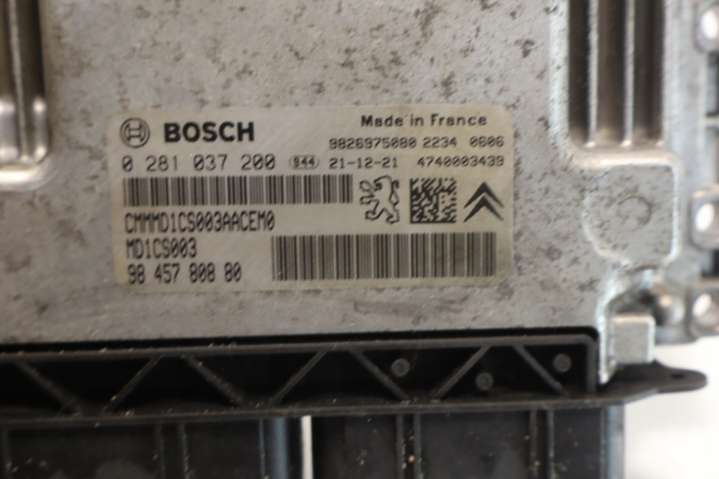 BOSCH
Made in France
9826975080 2234 0606
0 281 037 200 944 21-12-21 4740003439
CMMMD1CS003AACEM0
MD1CS003
98 457 808 80